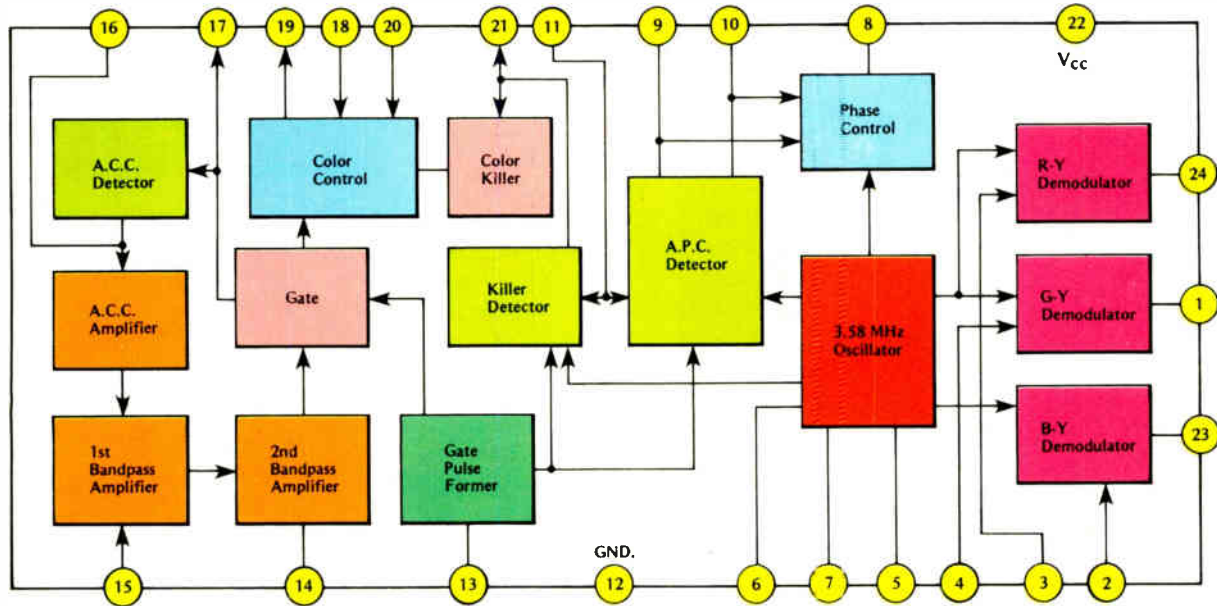 16
17
19
18
20
21
11
9
10
8
22
VCC
A.C.C.
Detector
Color
Control
Color
Killer
Phase
Control
R-Y
Demodulator
24
A.P.C.
Detector
A.C.C.
Amplifier
Gate
Killer
Detector
3.58 MHz
Oscillator
G-Y
Demodulator
1
1st
Bandpass
Amplifier
2nd
Bandpass
Amplifier
Gate
Pulse
Former
B-Y
Demodulator
23
GND.
15
14
13
12
6
7
5
4
3
2